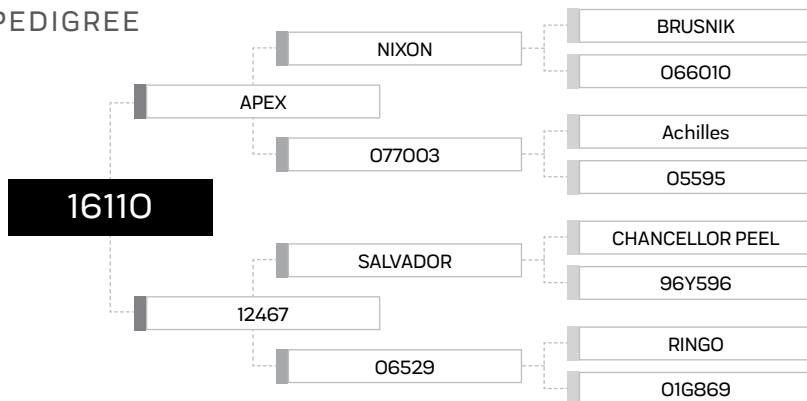 PEDIGREE
BRUSNIK
NIXON
066010
APEX
Achilles
077003
05595
16110
CHANCELLOR PEEL
SALVADOR
96Y596
12467
RINGO
06529
01G869